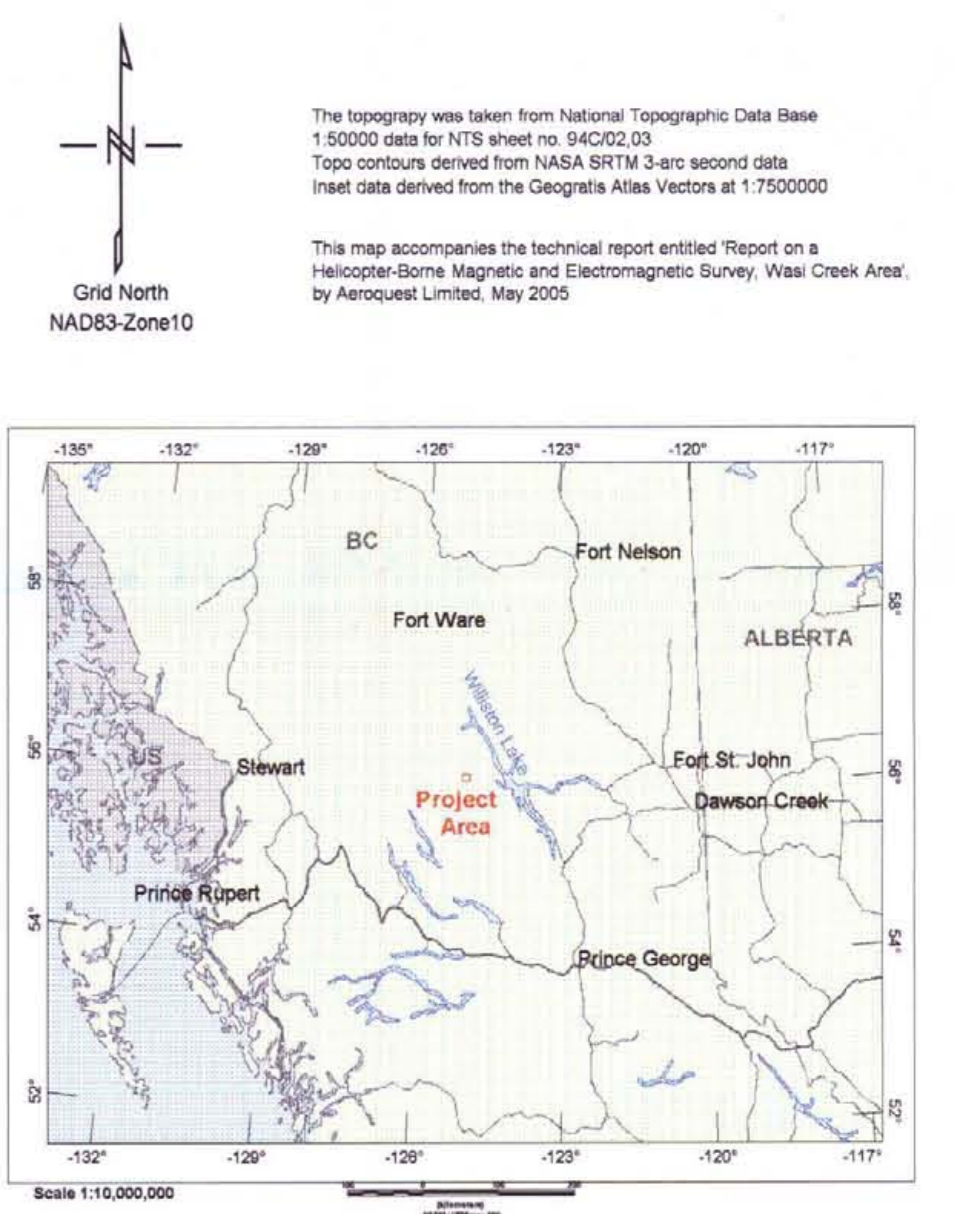 N
Grid North
NAD83-Zone10
The topograpy was taken from National Topographic Data Base
1:50000 data for NTS sheet no. 94C/02,03
Topo contours derived from NASA SRTM 3-arc second data
Inset data derived from the Geogratis Atlas Vectors at 1:7500000
This map accompanies the technical report entitled 'Report on a
Helicopter-Borne Magnetic and Electromagnetic Survey, Wasi Creek Area',
by Aeroquest Limited, May 2005
-135° -132° -129° -126° -123° -120° -117°
BC
Fort Nelson
58°
58°
Fort Ware
ALBERTA
Williston Lake
56°
US
Stewart
Fort St. John
56°
Project
Area
Dawson Creek
Prince Rupert
54°
54°
Prince George
52°
52°
-132° -129° -126° -123° -120° -117°
Scale 1:10,000,000
100 0 100 200
(kilometers)